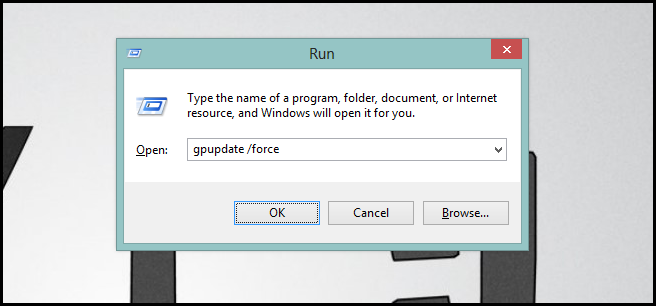 Run
Type the name of a program, folder, document, or Internet
resource, and Windows will open it for you.
Open: gpupdate /force
OK Cancel Browse...